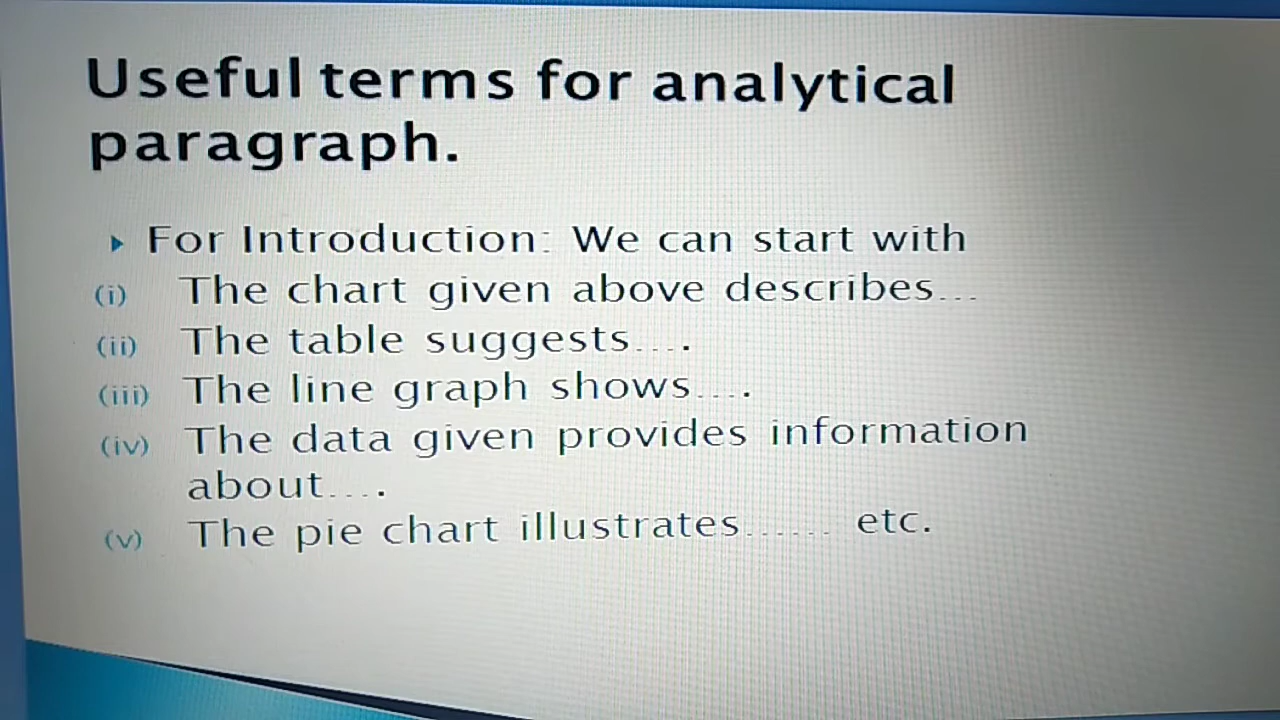 Useful terms for analytical
paragraph.
For Introduction: We can start with
(i) The chart given above describes...
(ii) The table suggests....
(iii) The line graph shows....
(iv) The data given provides information
about....
(v) The pie chart illustrates...... etc.